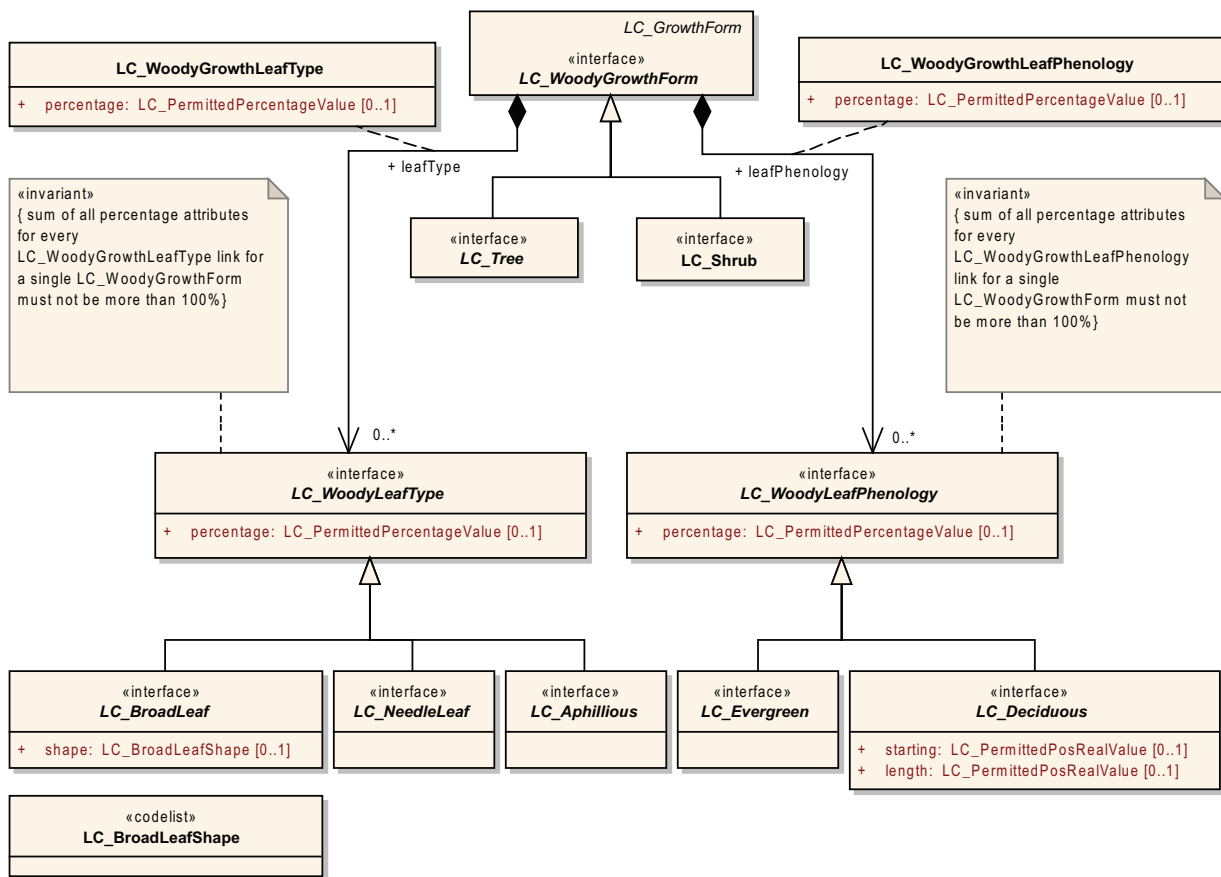 LC_GrowthForm
«interface»
LC_WoodyGrowthForm
LC_WoodyGrowthLeafType
+ percentage: LC_PermittedPercentageValue [0..1]
LC_WoodyGrowthLeafPhenology
+ percentage: LC_PermittedPercentageValue [0..1]
+ leafType
+ leafPhenology
«invariant»
{ sum of all percentage attributes
for every
LC_WoodyGrowthLeafType link for
a single LC_WoodyGrowthForm
must not be more than 100%}
«interface»
LC_Tree
«interface»
LC_Shrub
«invariant»
{ sum of all percentage attributes
for every
LC_WoodyGrowthLeafPhenology
link for a single
LC_WoodyGrowthForm must not
be more than 100%}
0..*
0..*
«interface»
LC_WoodyLeafType
+ percentage: LC_PermittedPercentageValue [0..1]
«interface»
LC_WoodyLeafPhenology
+ percentage: LC_PermittedPercentageValue [0..1]
«interface»
LC_BroadLeaf
+ shape: LC_BroadLeafShape [0..1]
«interface»
LC_NeedleLeaf
«interface»
LC_Aphillious
«interface»
LC_Evergreen
«interface»
LC_Deciduous
+ starting: LC_PermittedPosRealValue [0..1]
+ length: LC_PermittedPosRealValue [0..1]
«codelist»
LC_BroadLeafShape